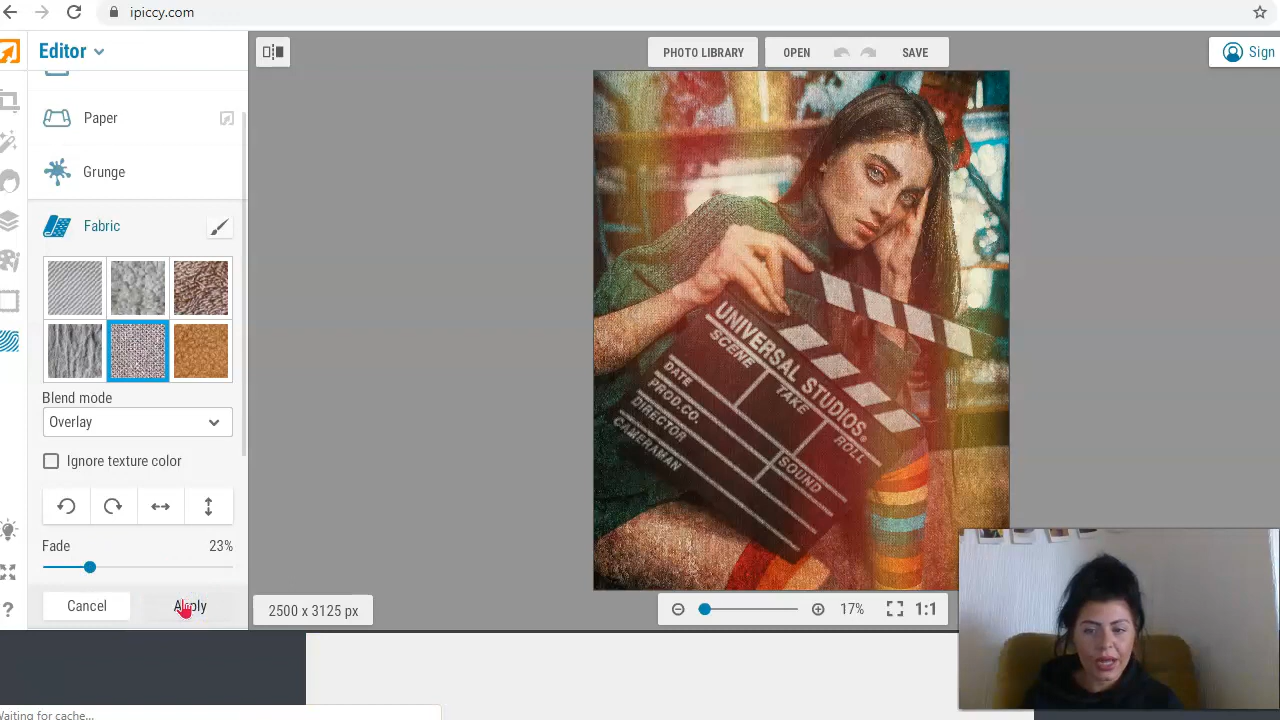 ipiccy.com
Editor
PHOTO LIBRARY
OPEN
SAVE
Sign
Paper
Grunge
Fabric
Blend mode
Overlay
Ignore texture color
Fade 23%
Cancel
Apply
UNIVERSAL STUDIOS
SCENE
TAKE
ROLL
DATE
PROD.CO.
SOUND
DIRECTOR
CAMERAMAN
2500 x 3125 px
17%
1:1
Waiting for cache...